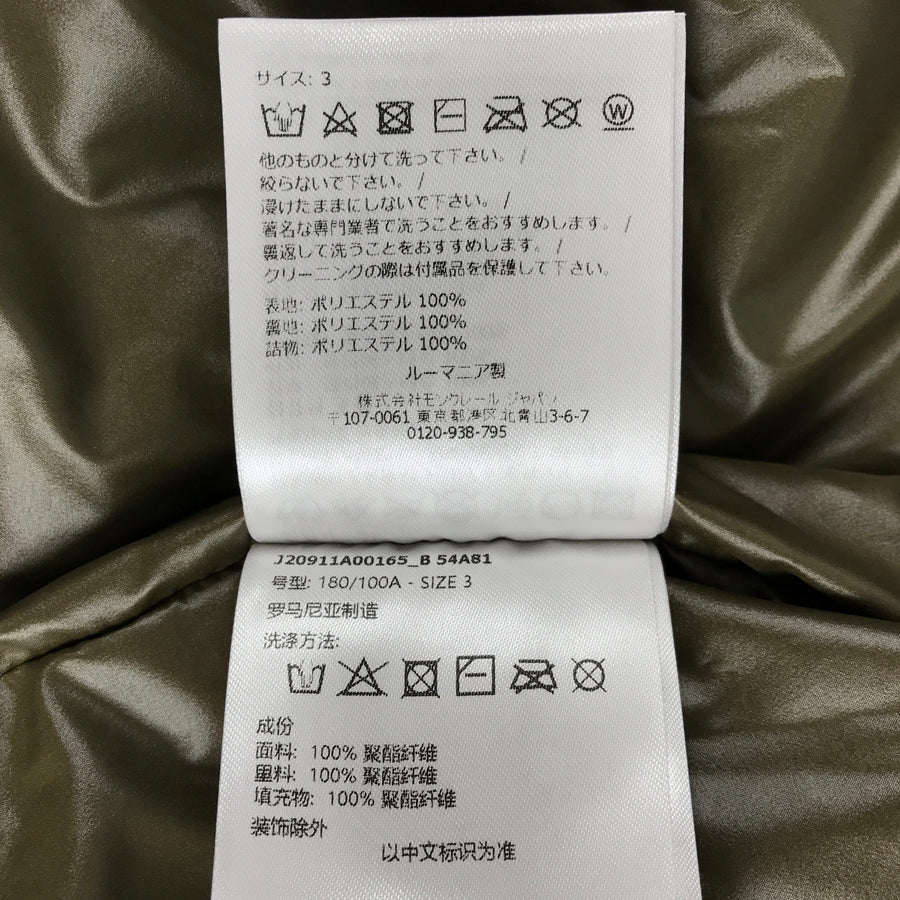 サイズ: 3
W
他のものと分けて洗って下さい。 /
絞らないで下さい。 /
浸けたままにしないで下さい。 /
著名な専門業者で洗うことをおすすめします。 /
裏返して洗うことをおすすめします。 /
クリーニングの際は付属品を保護して下さい。
表地: ポリエステル 100%
裏地: ポリエステル 100%
詰物: ポリエステル 100%
ルーマニア製
株式会社モンクレール ジャパン
〒107-0061 東京都港区北青山3-6-7
0120-938-795
J20911A00165_B 54A81
号型: 180/100A - SIZE 3
罗马尼亚制造
洗涤方法:
成份
面料: 100% 聚酯纤维
里料: 100% 聚酯纤维
填充物: 100% 聚酯纤维
装饰除外
以中文标识为准